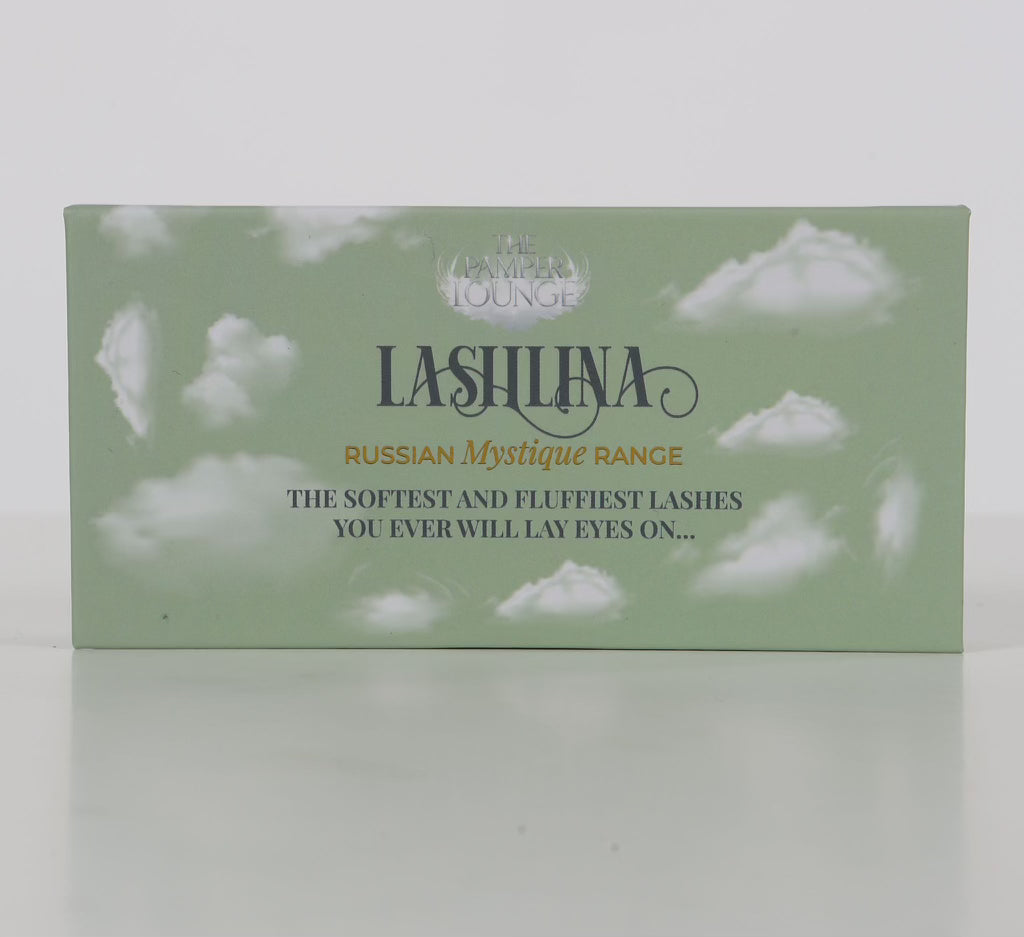 THE
PAMPER
LOUNGE
LASHLINA
RUSSIAN Mystique RANGE
THE SOFTEST AND FLUFFIEST LASHES
YOU EVER WILL LAY EYES ON...